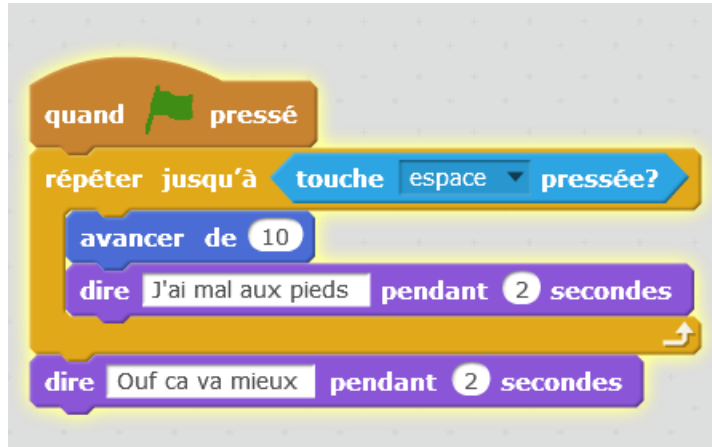 quand pressé
répéter jusqu'à touche espace pressée?
avancer de 10
dire J'ai mal aux pieds pendant 2 secondes
dire Ouf ca va mieux pendant 2 secondes